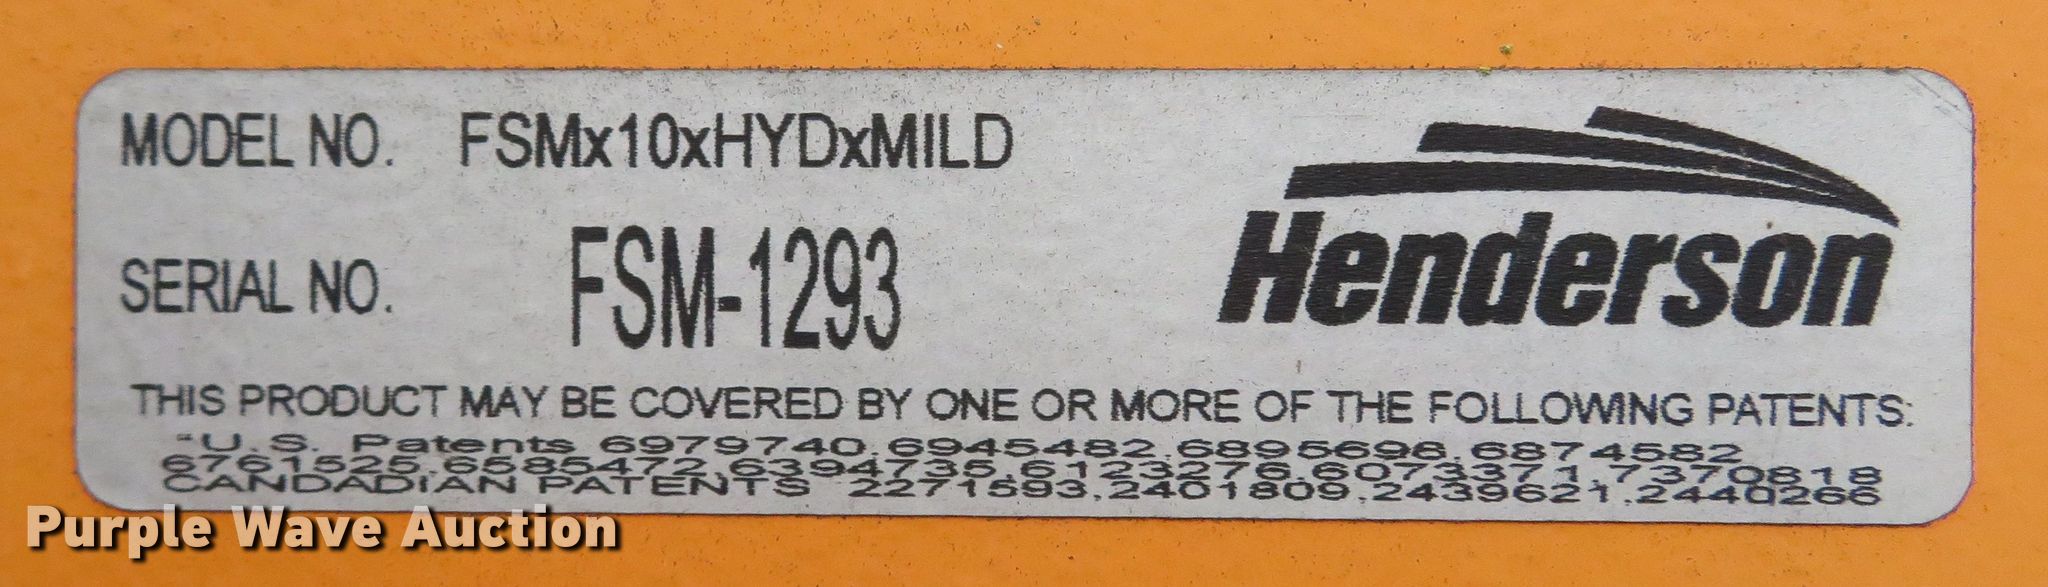 MODEL NO. FSMx10xHYDxMILD
Henderson
SERIAL NO. FSM-1293
THIS PRODUCT MAY BE COVERED BY ONE OR MORE OF THE FOLLOWING PATENTS:
"U.S. Patents 6979740,6945482,6895698,6874582
6761525,6585472,6394735,6123276,6073371,7370818
CANDADIAN PATENTS 2271593,2401809,2439621,2440266
Purple Wave Auction